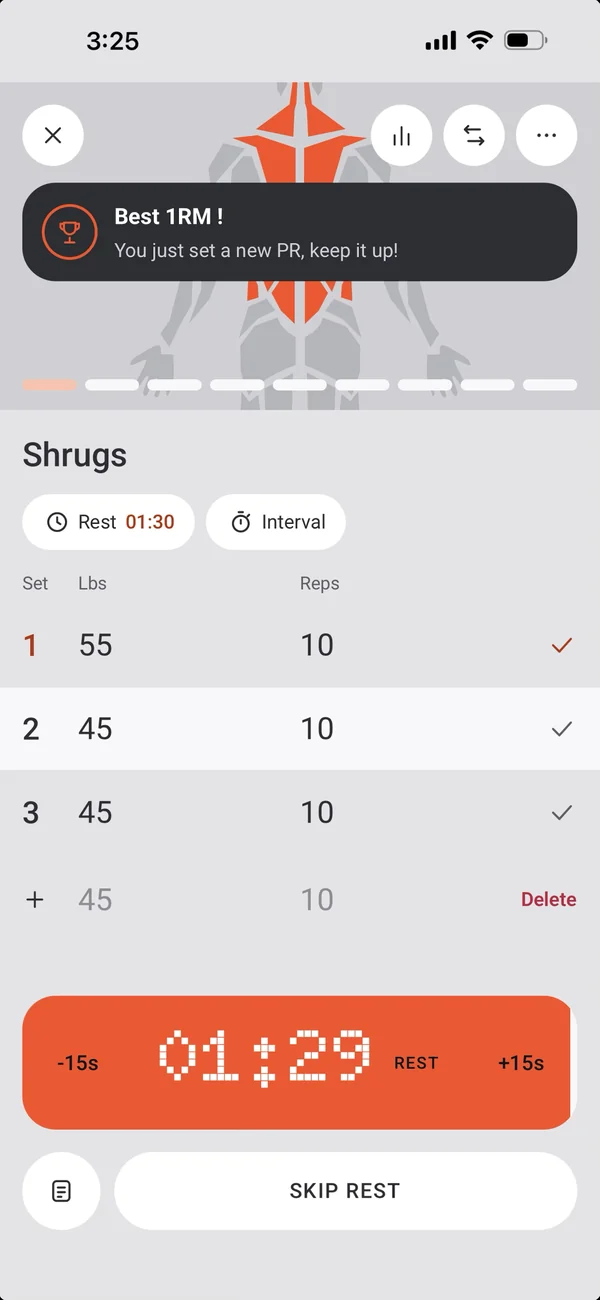 3:25
Best 1RM !
You just set a new PR, keep it up!
Shrugs
Rest 01:30 Interval
Set Lbs Reps
1 55 10
2 45 10
3 45 10
+ 45 10 Delete
-15s 01:29 REST +15s
SKIP REST